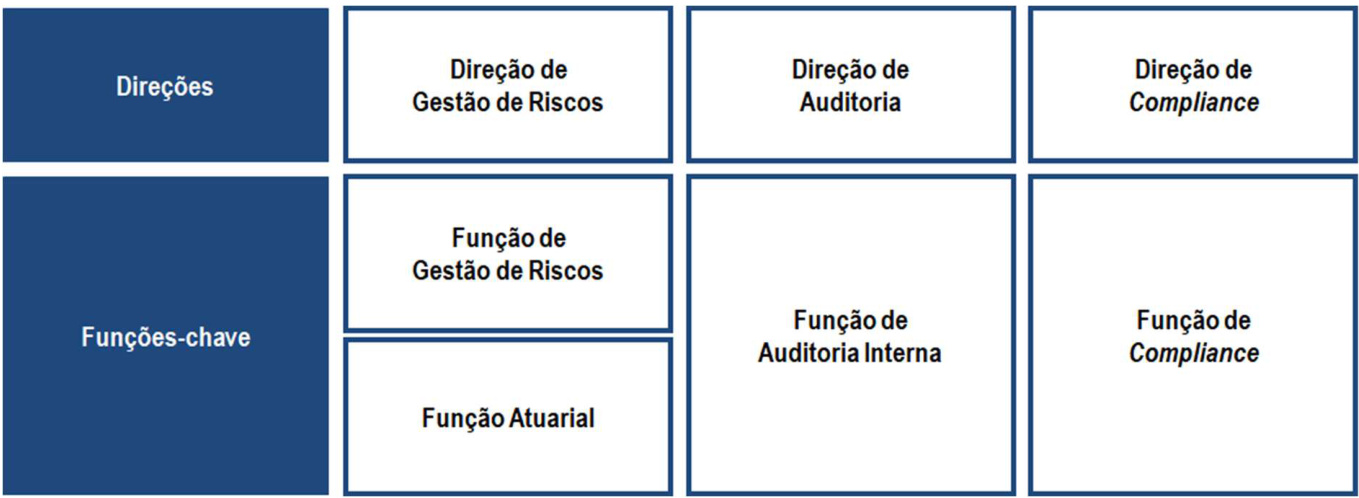 Direções
Direção de
Gestão de Riscos
Direção de
Auditoria
Direção de
Compliance
Funções-chave
Função de
Gestão de Riscos
Função Atuarial
Função de
Auditoria Interna
Função de
Compliance